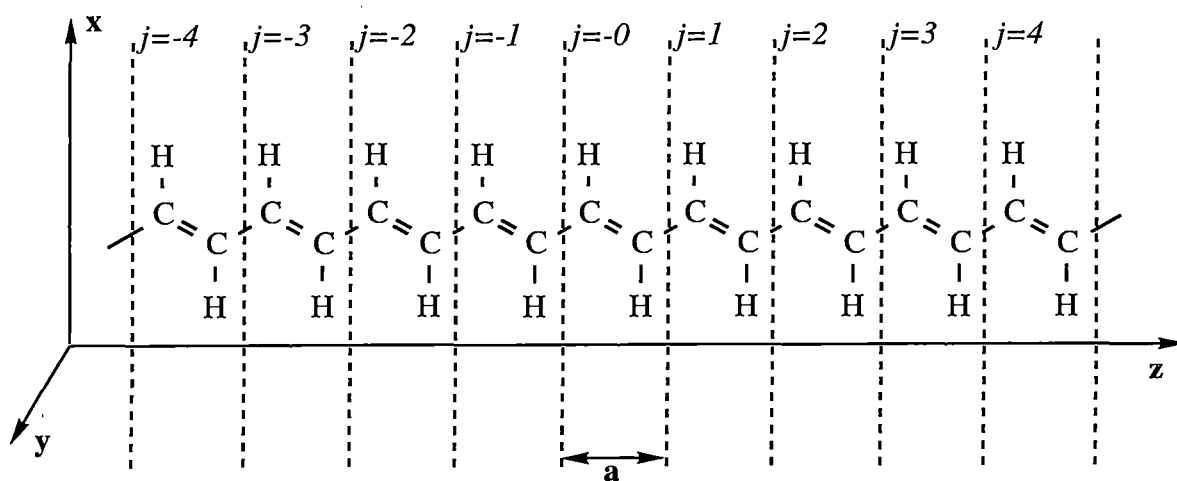 x
j=-4 j=-3 j=-2 j=-1 j=-0 j=1 j=2 j=3 j=4
H H H H H H H H H
C C C C C C C C C
C C C C C C C C C
H H H H H H H H H
z
y
a